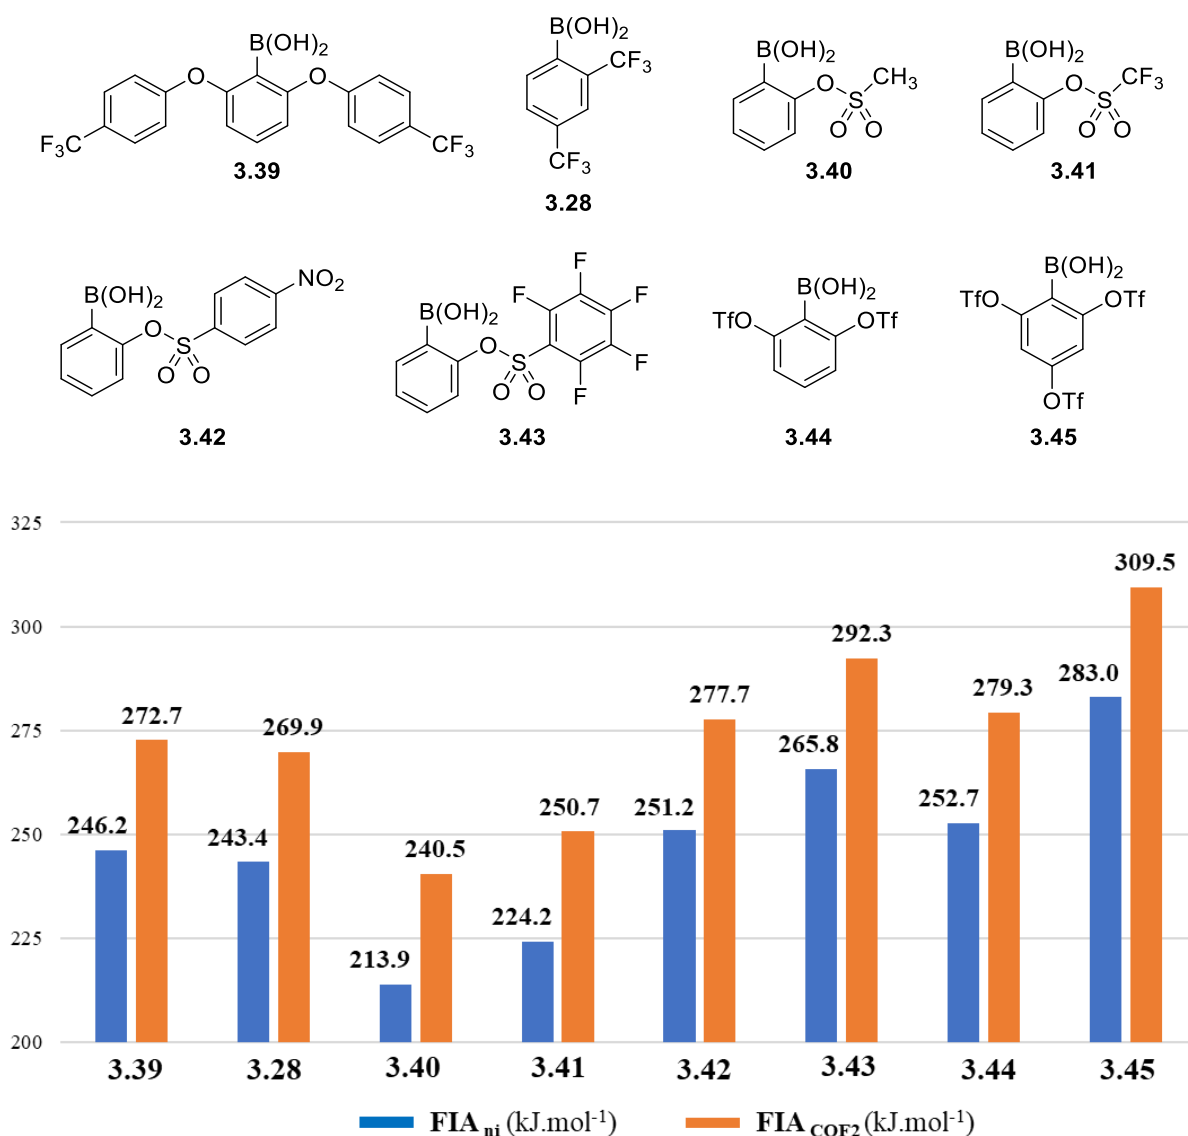 B(OH)2
O
O
F3C
CF3
3.39
B(OH)2
CF3
CF3
3.28
B(OH)2
O
S
CH3
O O
3.40
B(OH)2
O
S
CF3
O O
3.41
B(OH)2
O
S
O O
NO2
3.42
B(OH)2
O
S
O O
F
F
F
F
F
3.43
B(OH)2
TfO
OTf
3.44
B(OH)2
TfO
OTf
OTf
3.45
325
300
275
250
225
200
246.2
272.7
243.4
269.9
213.9
240.5
224.2
250.7
251.2
277.7
265.8
292.3
252.7
279.3
283.0
309.5
3.39 3.28 3.40 3.41 3.42 3.43 3.44 3.45
FIA ni (kJ.mol-1) FIA COF2 (kJ.mol-1)